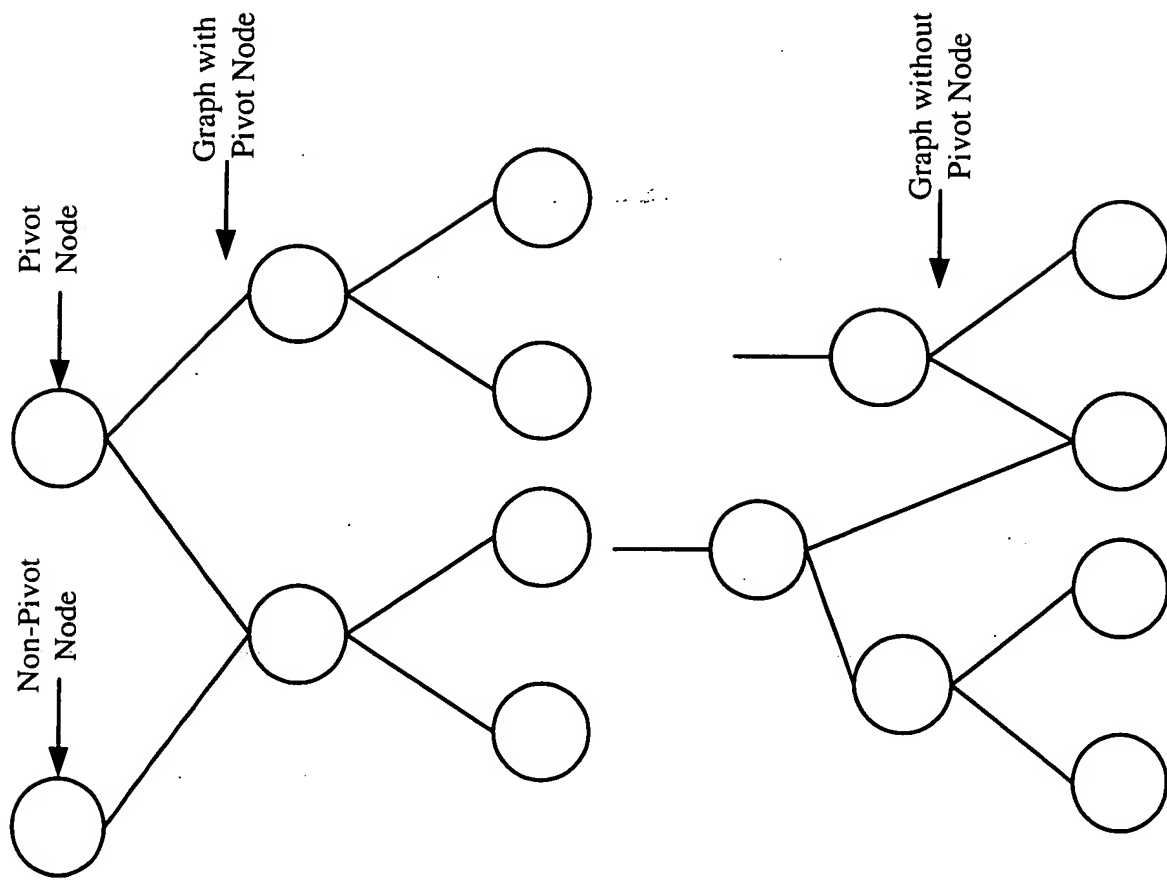 Non-Pivot
Node
Pivot
Node
Graph with
Pivot Node
Graph without
Pivot Node